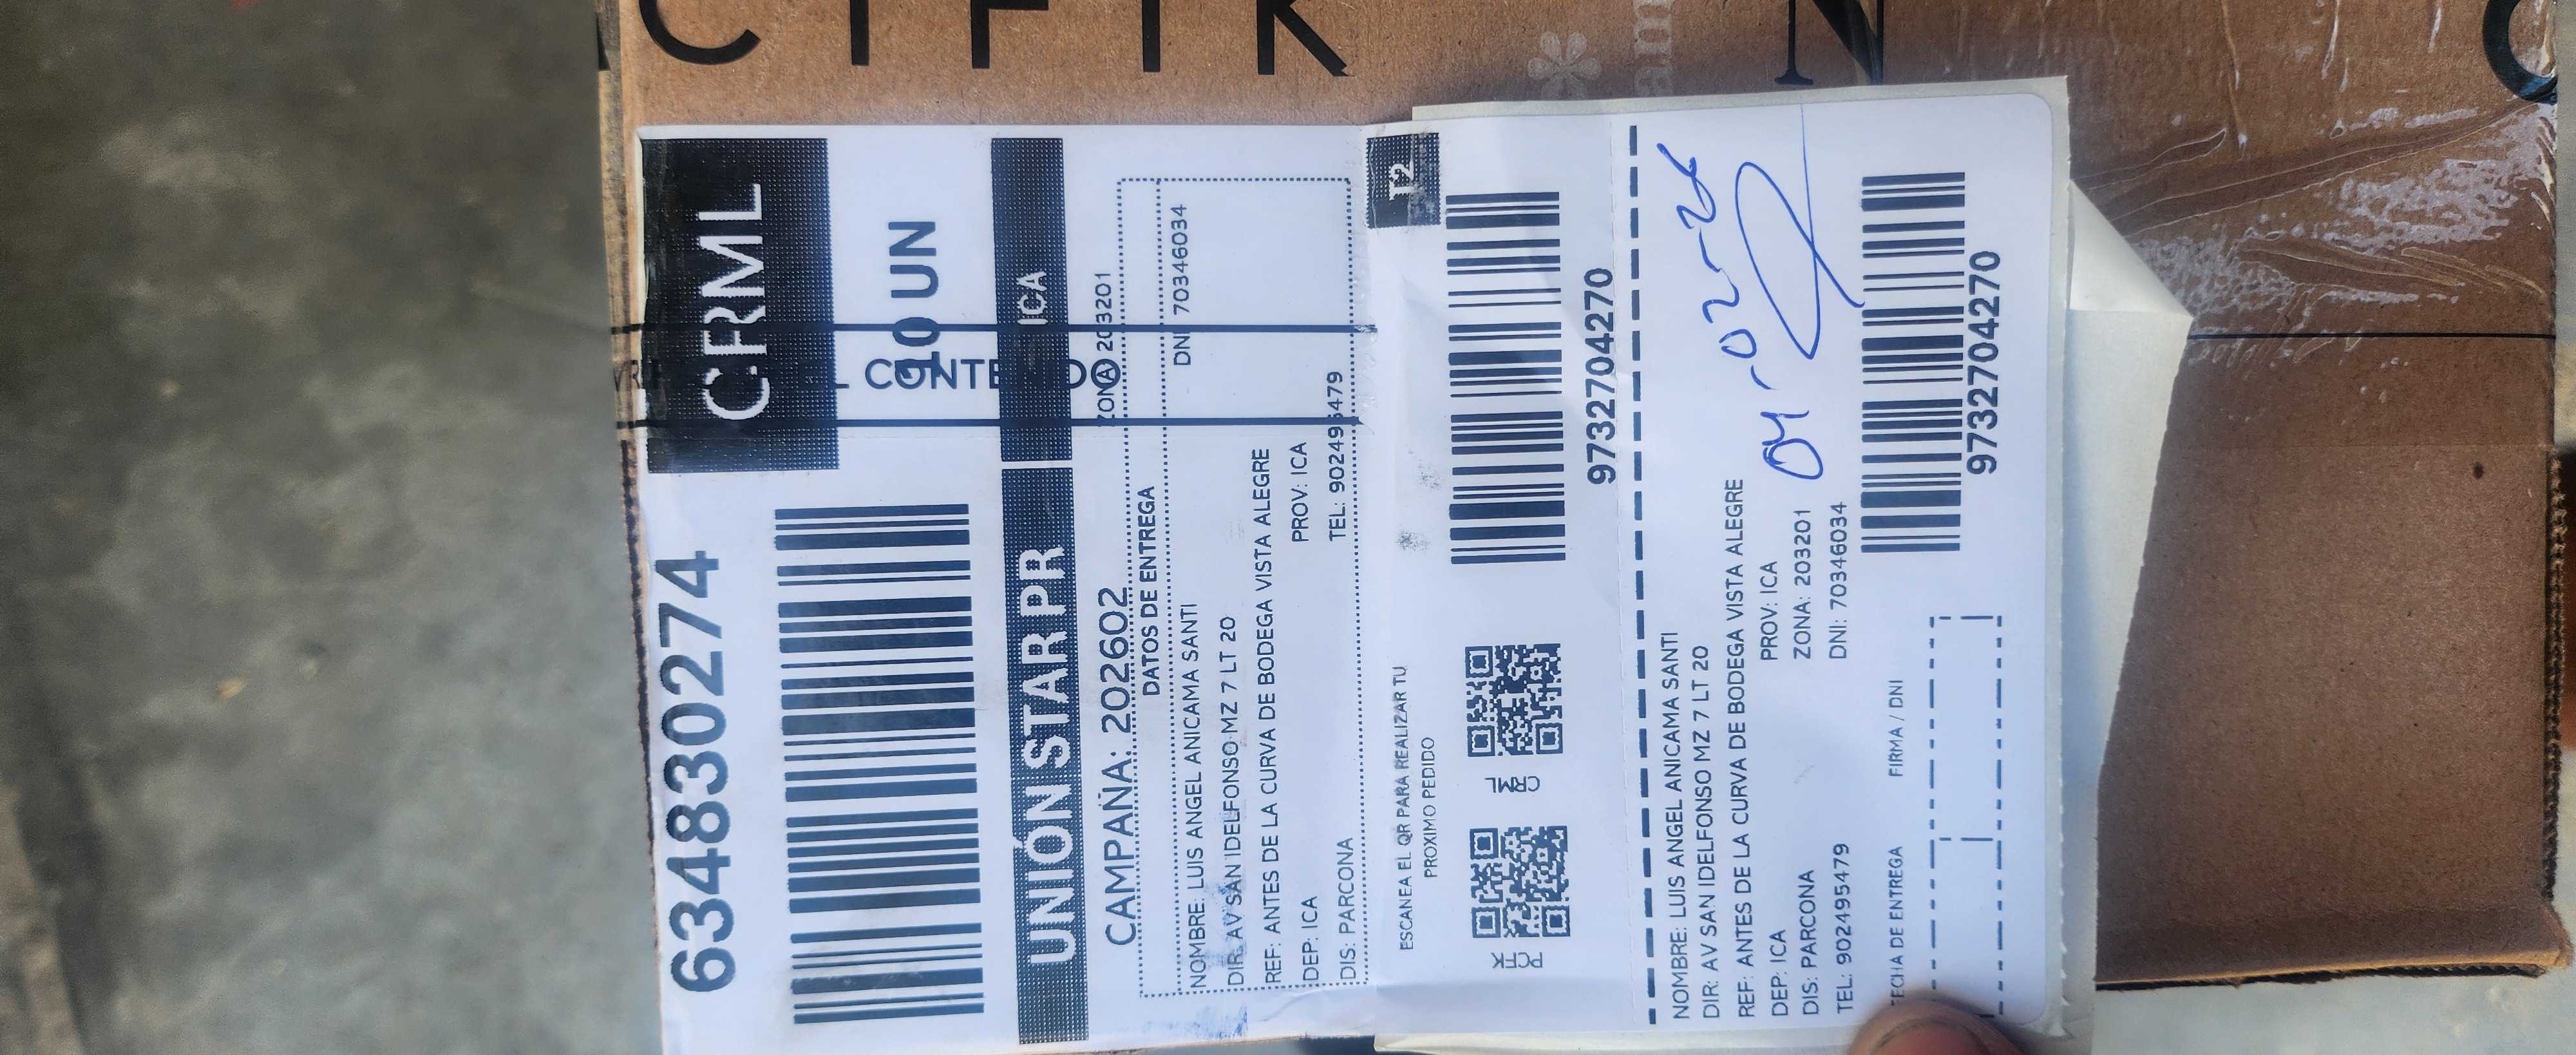 CIFIK
N
634830274
CRML
10 UN
L CONTENIDO
UNIÓN STAR PR
ICA
CAMPAÑA: 202602
ZONA: 203201
DATOS DE ENTREGA
NOMBRE: LUIS ANGEL ANICAMA SANTI
DNI: 70346034
DIR: AV SAN IDELFONSO MZ 7 LT 20
REF: ANTES DE LA CURVA DE BODEGA VISTA ALEGRE
DEP: ICA
PROV: ICA
DIS: PARCONA
TEL: 902495479
T2
ESCANEA EL QR PARA REALIZAR TU
PROXIMO PEDIDO
PCFK
CRML
9732704270
NOMBRE: LUIS ANGEL ANICAMA SANTI
DIR: AV SAN IDELFONSO MZ 7 LT 20
REF: ANTES DE LA CURVA DE BODEGA VISTA ALEGRE
DEP: ICA
PROV: ICA
DIS: PARCONA
ZONA: 203201
TEL: 902495479
DNI: 70346034
04-02-26
FECHA DE ENTREGA
FIRMA / DNI
9732704270